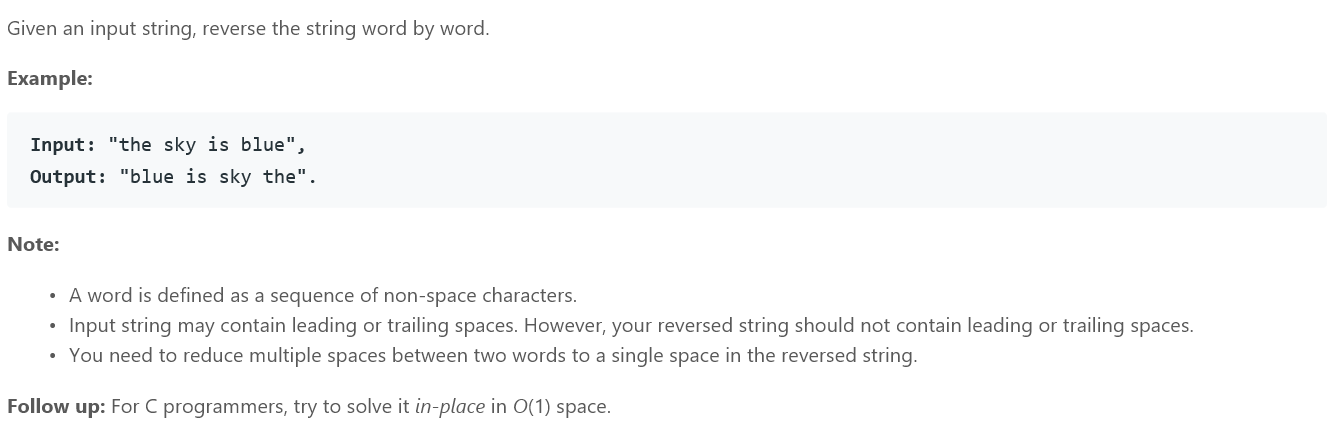 Given an input string, reverse the string word by word.
Example:
Input: "the sky is blue",
Output: "blue is sky the".
Note:
• A word is defined as a sequence of non-space characters.
• Input string may contain leading or trailing spaces. However, your reversed string should not contain leading or trailing spaces.
• You need to reduce multiple spaces between two words to a single space in the reversed string.
Follow up: For C programmers, try to solve it in-place in O(1) space.